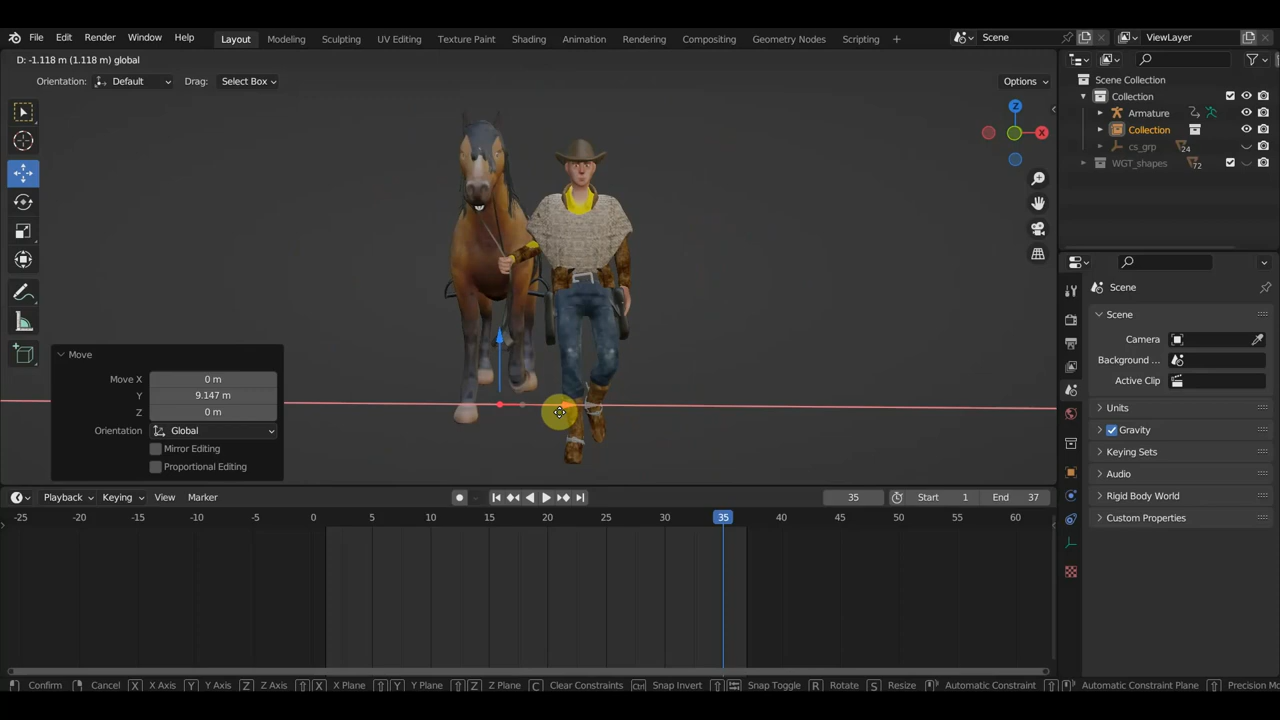 File Edit Render Window Help Layout Modeling Sculpting UV Editing Texture Paint Shading Animation Rendering Compositing Geometry Nodes Scripting + Scene ViewLayer
D: -1.118 m (1.118 m) global
Orientation: Default Drag: Select Box Options
Scene Collection
Collection
Armature
Collection
cs_grp 24
WGT_shapes 72
X
Z
Scene
Scene
Camera
Background ...
Active Clip
Units
Gravity
Keying Sets
Audio
Rigid Body World
Custom Properties
Move
Move X 0 m
Y 9.147 m
Z 0 m
Orientation Global
Mirror Editing
Proportional Editing
Playback Keying View Marker 35 Start 1 End 37
-25 -20 -15 -10 -5 0 5 10 15 20 25 30 35 40 45 50 55 60
Confirm Cancel X X Axis Y Y Axis Z Z Axis X X Plane Y Y Plane Z Z Plane C Clear Constraints Ctrl Snap Invert Snap Toggle R Rotate S Resize Automatic Constraint Automatic Constraint Plane Precision Mo